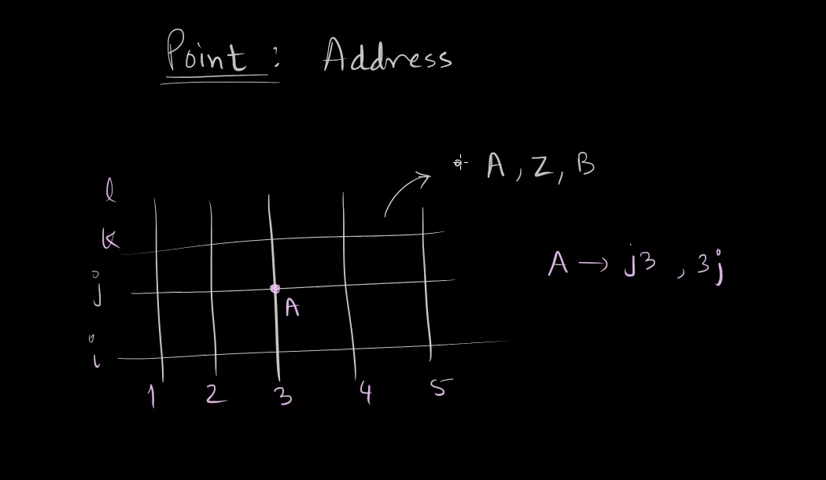 Point : Address
A, Z, B
l
k
A → j3, 3j
j
A
i
1 2 3 4 5